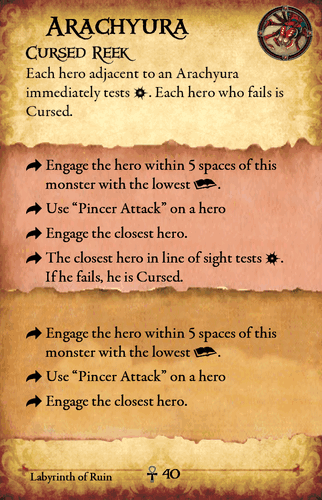 Arachyura
Cursed Reek
Each hero adjacent to an Arachyura
immediately tests . Each hero who fails is
Cursed.
Engage the hero within 5 spaces of this
monster with the lowest .
Use “Pincer Attack” on a hero
Engage the closest hero.
The closest hero in line of sight tests .
If he fails, he is Cursed.
Engage the hero within 5 spaces of this
monster with the lowest .
Use “Pincer Attack” on a hero
Engage the closest hero.
Labyrinth of Ruin 40